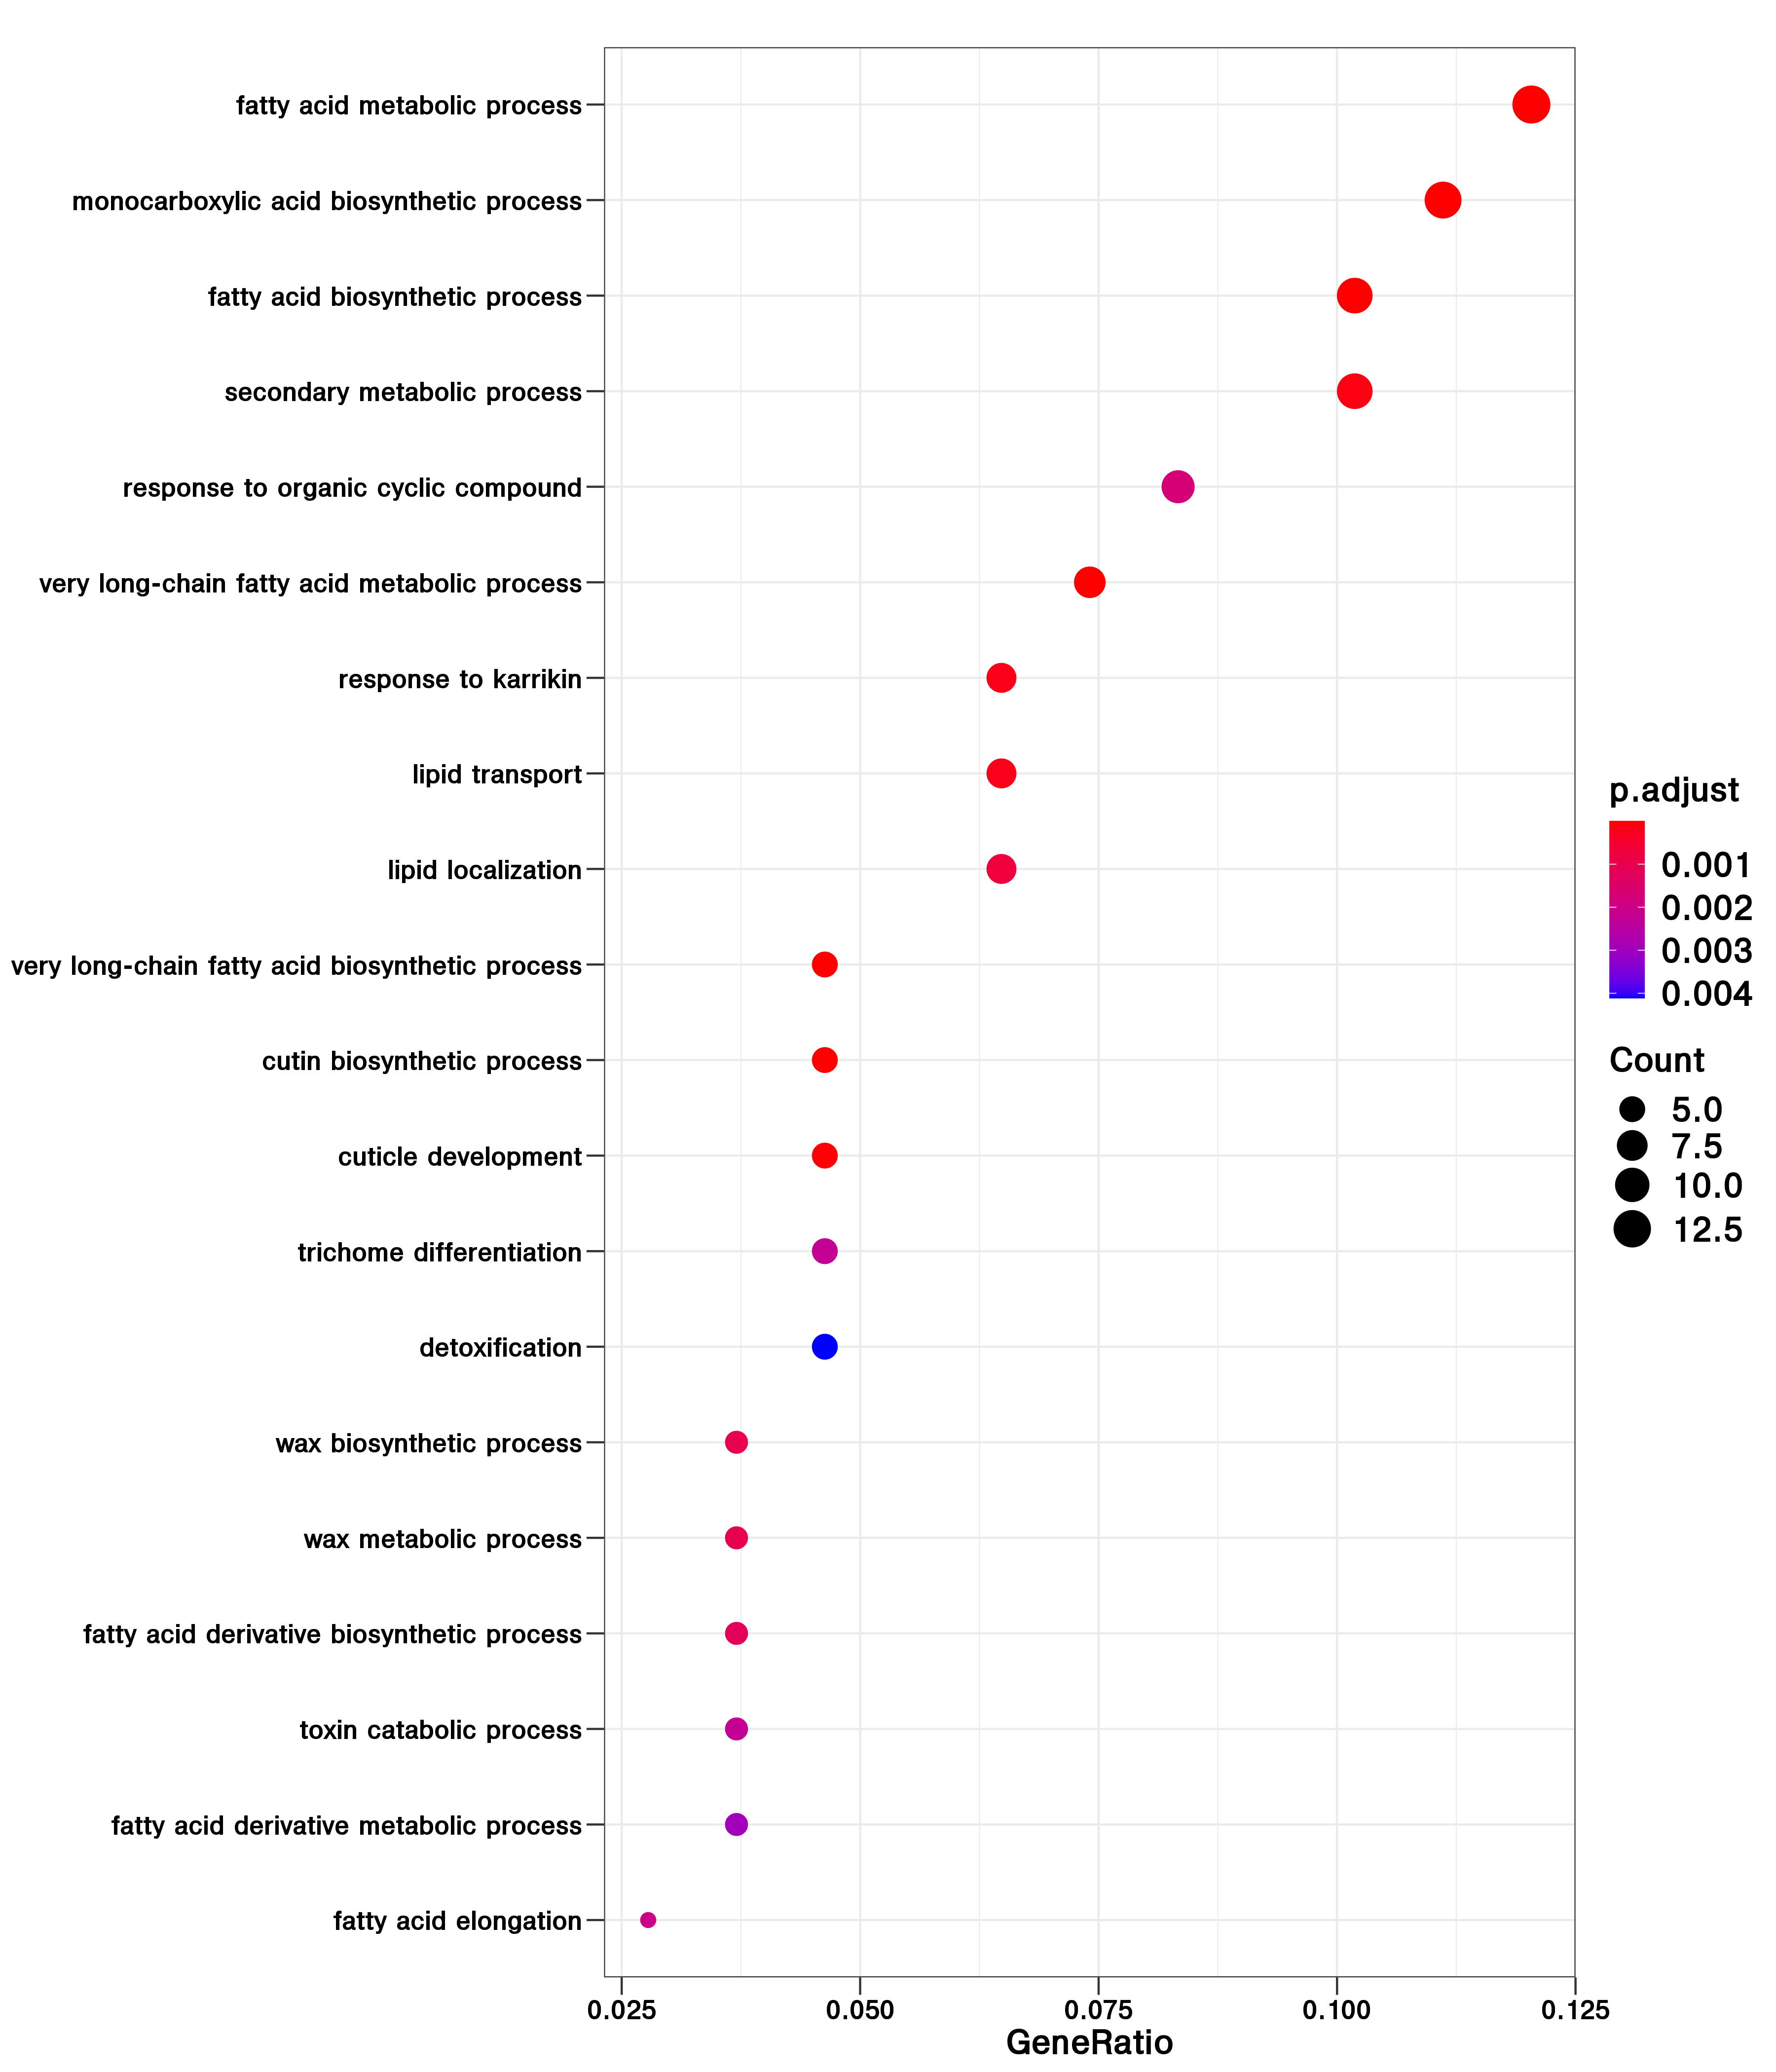 fatty acid metabolic process
monocarboxylic acid biosynthetic process
fatty acid biosynthetic process
secondary metabolic process
response to organic cyclic compound
very long-chain fatty acid metabolic process
response to karrikin
lipid transport
lipid localization
very long-chain fatty acid biosynthetic process
cutin biosynthetic process
cuticle development
trichome differentiation
detoxification
wax biosynthetic process
wax metabolic process
fatty acid derivative biosynthetic process
toxin catabolic process
fatty acid derivative metabolic process
fatty acid elongation
0.025 0.050 0.075 0.100 0.125
GeneRatio
p.adjust
0.001
0.002
0.003
0.004
Count
5.0
7.5
10.0
12.5